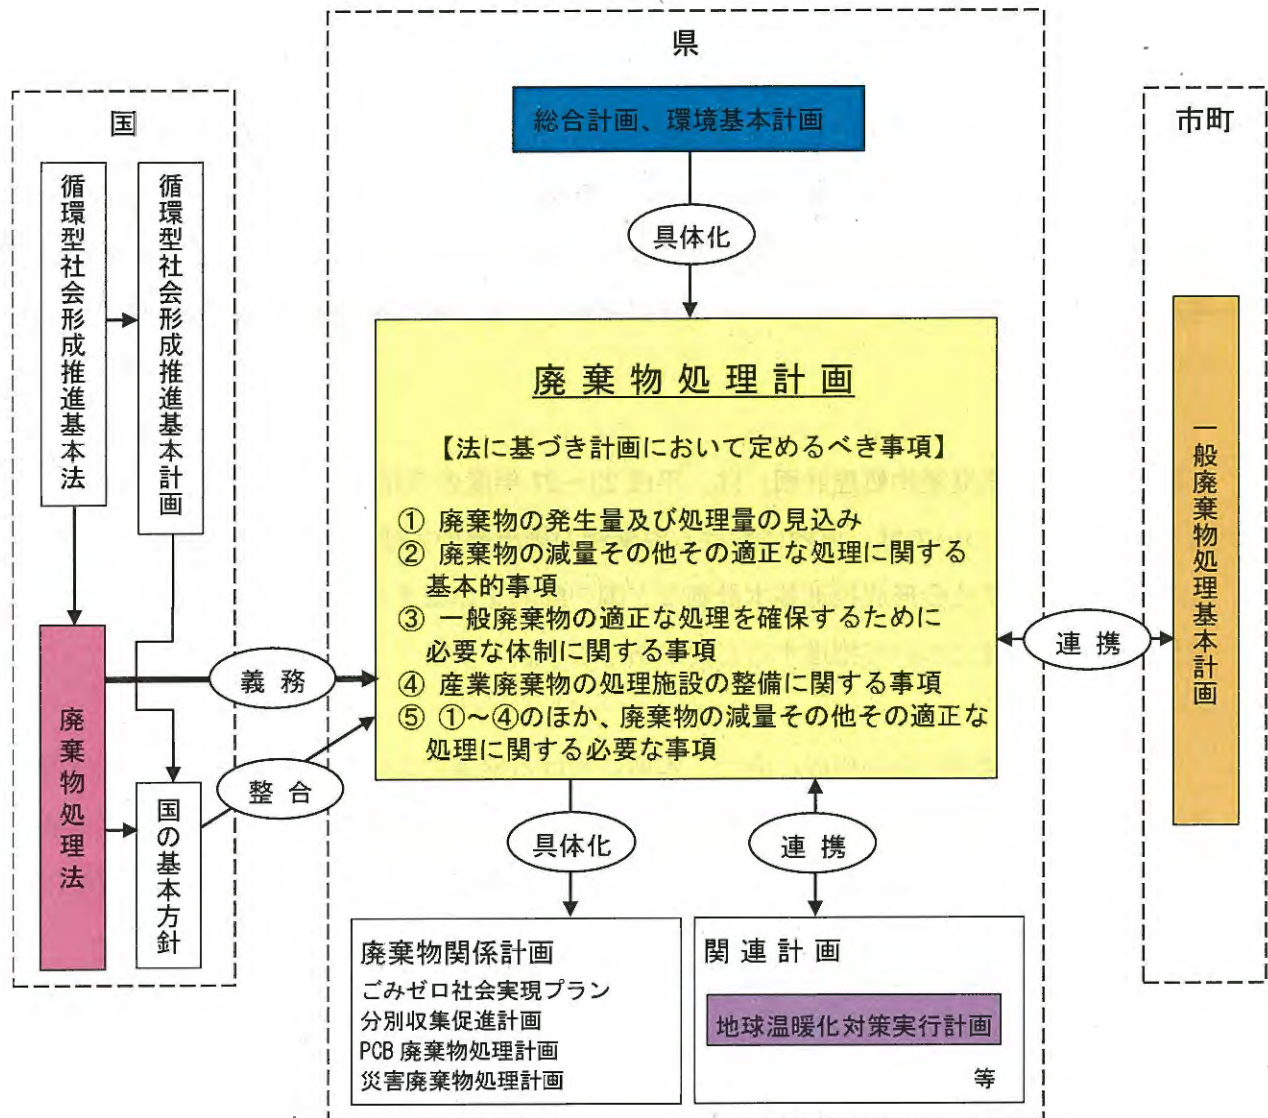 県
総合計画、環境基本計画
具体化
国
循環型社会形成推進基本法
循環型社会形成推進基本計画
廃棄物処理法
国の基本方針
義務
整合
廃棄物処理計画
【法に基づき計画において定めるべき事項】
① 廃棄物の発生量及び処理量の見込み
② 廃棄物の減量その他その適正な処理に関する
基本的事項
③ 一般廃棄物の適正な処理を確保するために
必要な体制に関する事項
④ 産業廃棄物の処理施設の整備に関する事項
⑤ ①～④のほか、廃棄物の減量その他その適正な
処理に関する必要な事項
連携
市町
一般廃棄物処理基本計画
具体化
連携
廃棄物関係計画
ごみゼロ社会実現プラン
分別収集促進計画
PCB廃棄物処理計画
災害廃棄物処理計画
関連計画
地球温暖化対策実行計画
等